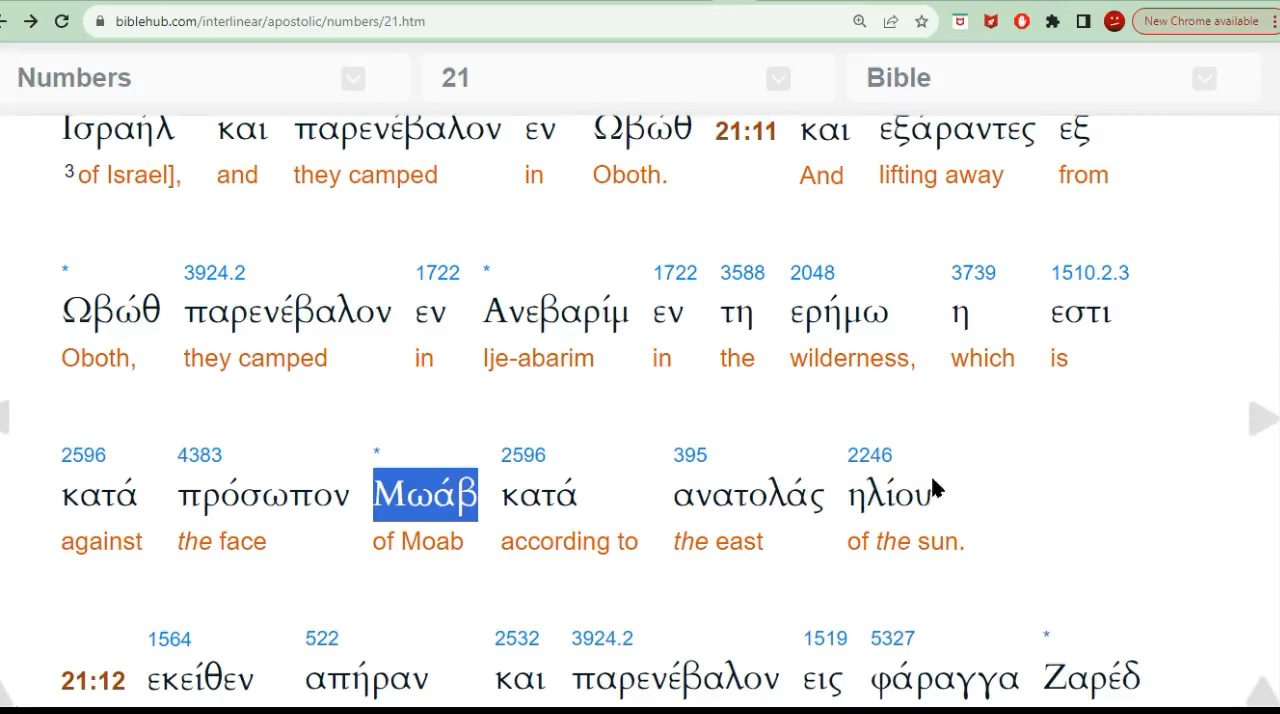 biblehub.com/interlinear/apostolic/numbers/21.htm New Chrome available
Numbers 21 Bible
Ισραήλ και παρενέβαλον εν Ωβώθ 21:11 και εξάραντες εξ
3 of Israel], and they camped in Oboth. And lifting away from
* 3924.2 1722 * 1722 3588 2048 3739 1510.2.3
Ωβώθ παρενέβαλον εν Ανεβαρίμ εν τη ερήμω η εστι
Oboth, they camped in Ije-abarim in the wilderness, which is
2596 4383 * 2596 395 2246
κατά πρόσωπον Μωάβ κατά ανατολάς ηλίου
against the face of Moab according to the east of the sun.
1564 522 2532 3924.2 1519 5327 *
21:12 εκείθεν απήραν και παρενέβαλον εις φάραγγα Ζαρέδ